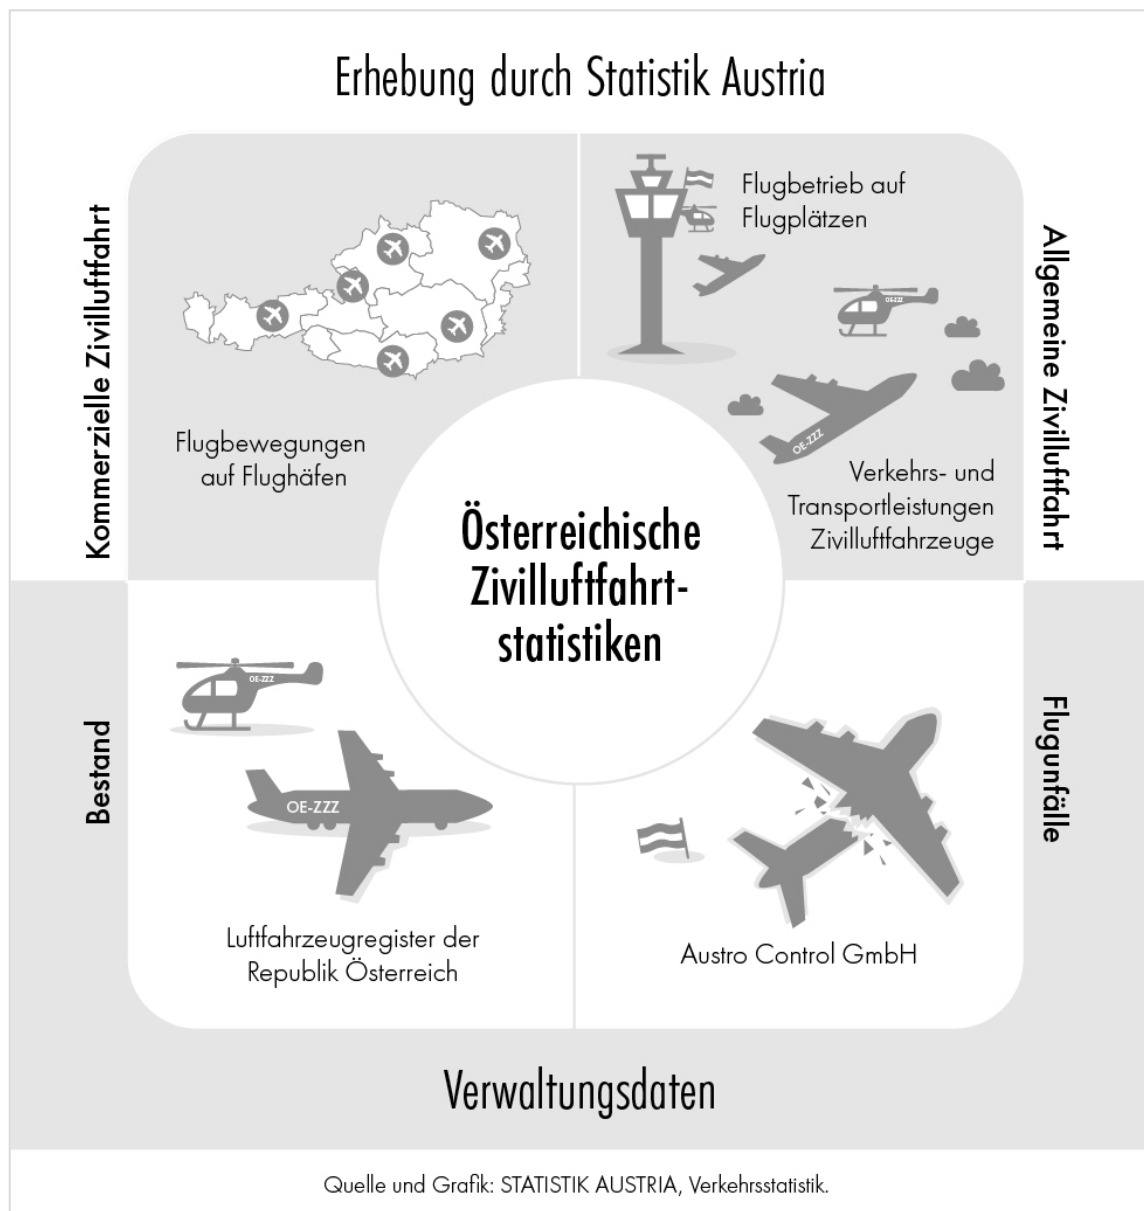 Erhebung durch Statistik Austria
Kommerzielle Zivilluftfahrt
Flugbewegungen
auf Flughäfen
Flugbetrieb auf
Flugplätzen
OE-ZZZ
OE-ZZZ
Verkehrs- und
Transportleistungen
Zivilluftfahrzeuge
Allgemeine Zivilluftfahrt
Österreichische
Zivilluftfahrt-
statistiken
Bestand
OE-ZZZ
OE-ZZZ
Luftfahrzeugregister der
Republik Österreich
Austro Control GmbH
Flugunfälle
Verwaltungsdaten
Quelle und Grafik: STATISTIK AUSTRIA, Verkehrsstatistik.